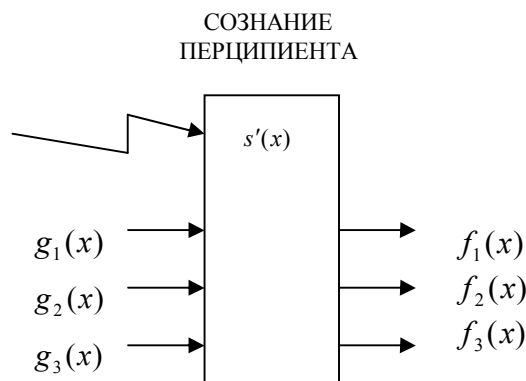 СОЗНАНИЕ
ПЕРЦИПИЕНТА
s′(x)
g₁(x) f₁(x)
g₂(x) f₂(x)
g₃(x) f₃(x)